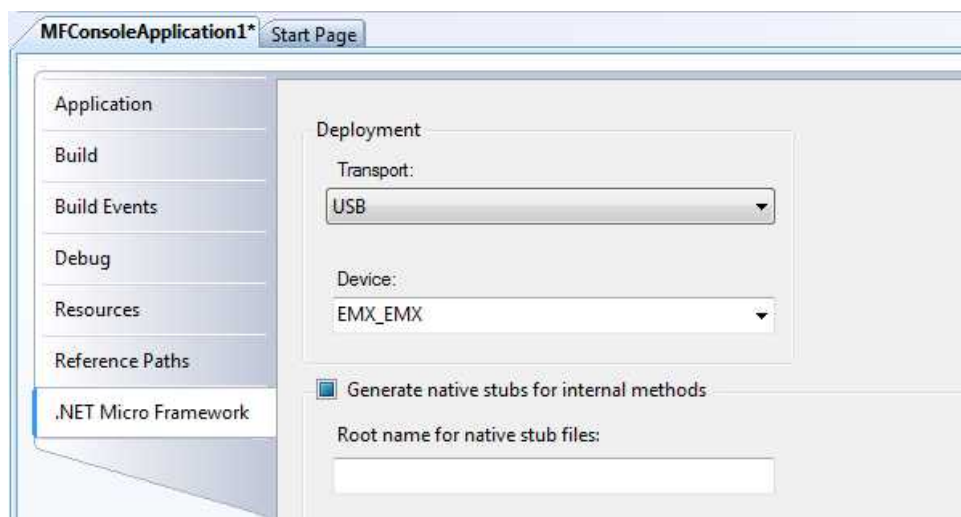 MFConsoleApplication1* Start Page
Application
Build
Build Events
Debug
Resources
Reference Paths
.NET Micro Framework
Deployment
Transport:
USB
Device:
EMX_EMX
Generate native stubs for internal methods
Root name for native stub files: